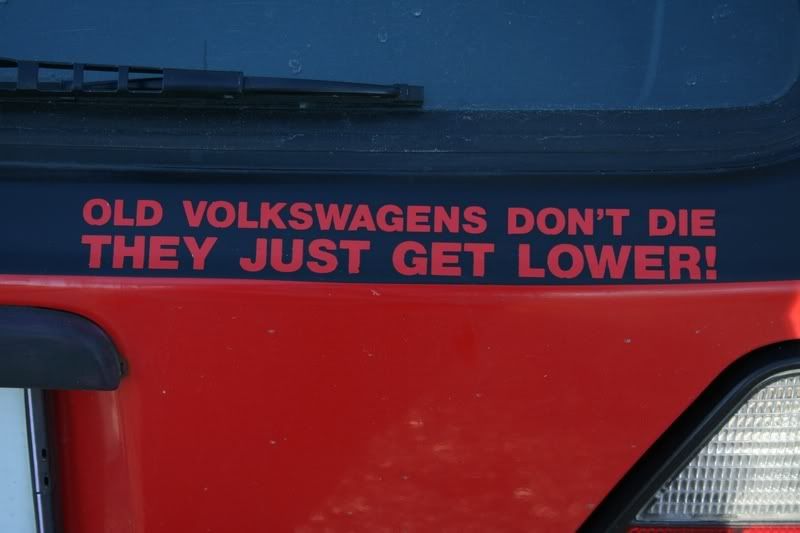 OLD VOLKSWAGENS DON'T DIE
THEY JUST GET LOWER!